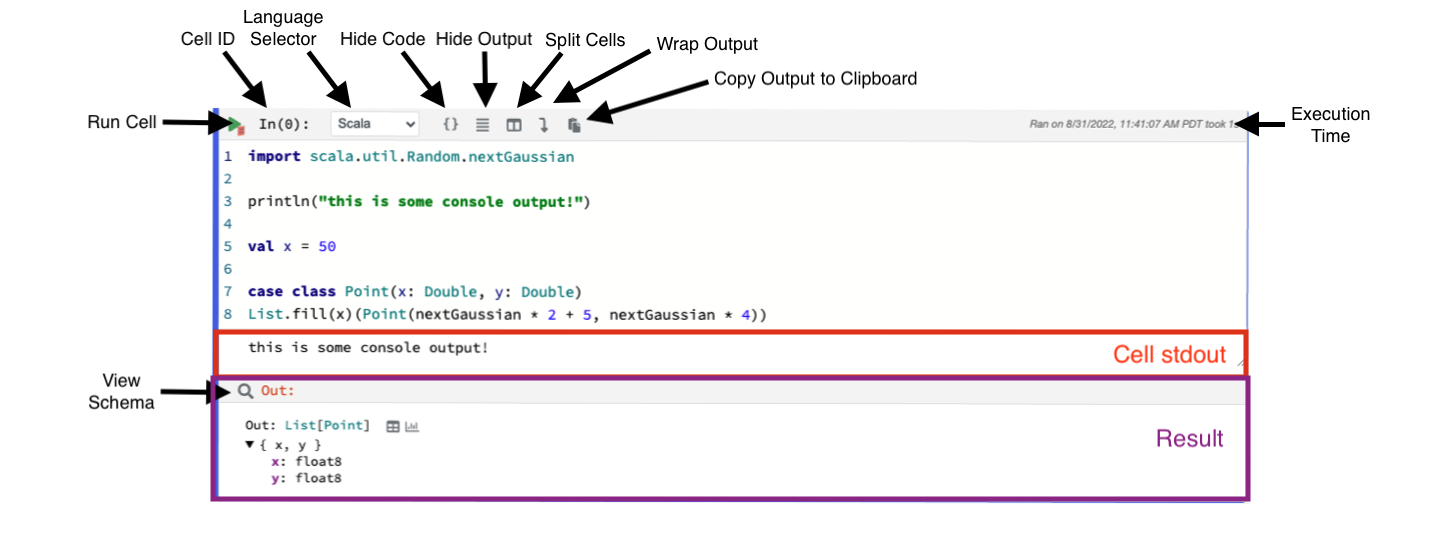 Language
Selector
Cell ID
Hide Code
Hide Output
Split Cells
Wrap Output
Copy Output to Clipboard
Run Cell
In(0):
Scala
{}
Ran on 8/31/2022, 11:41:07 AM PDT took
Execution
Time
1 import scala.util.Random.nextGaussian
2
3 println("this is some console output!")
4
5 val x = 50
6
7 case class Point(x: Double, y: Double)
8 List.fill(x)(Point(nextGaussian * 2 + 5, nextGaussian * 4))
this is some console output!
Cell stdout
View
Schema
Out:
Out: List[Point]
{ x, y }
x: float8
y: float8
Result